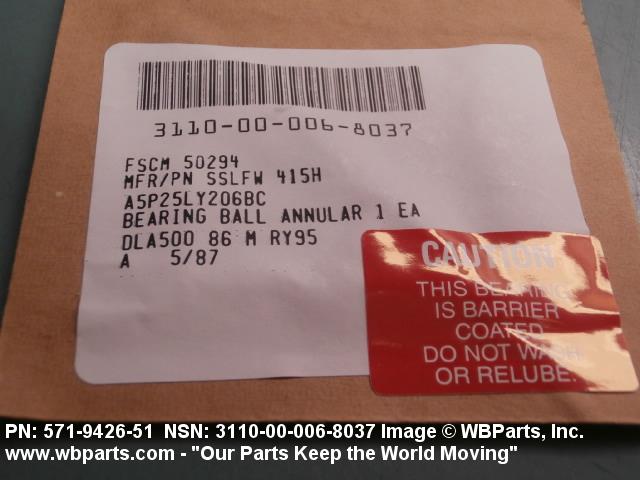 3110-00-006-8037
FSCM 50294
MFR/PN SSLFW 415H
A5P25LY206BC
BEARING BALL ANNULAR 1 EA
DLA500 86 M RY95
A 5/87
CAUTION
THIS BEARING
IS BARRIER
COATED
DO NOT WASH
OR RELUBE.
PN: 571-9426-51 NSN: 3110-00-006-8037 Image © WBParts, Inc.
www.wbparts.com - "Our Parts Keep the World Moving"